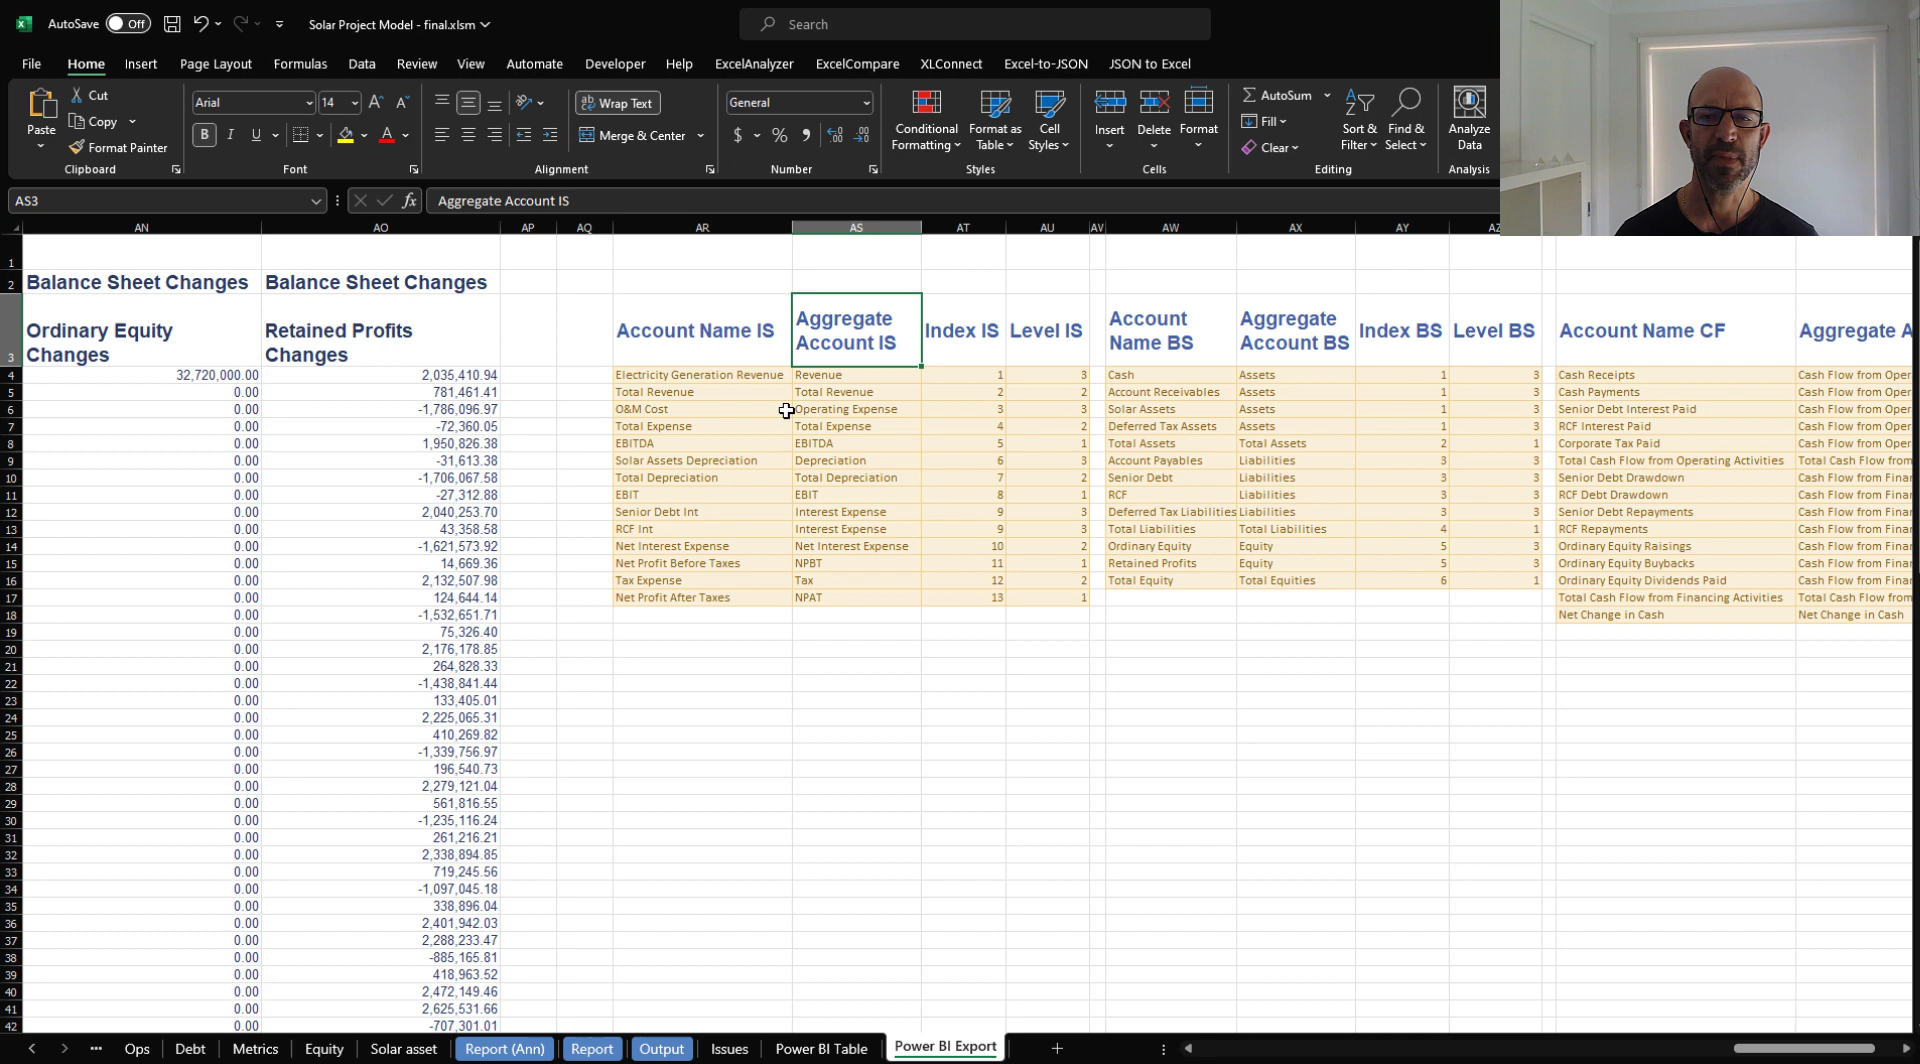 AutoSave Off Solar Project Model - final.xlsm Search
File Home Insert Page Layout Formulas Data Review View Automate Developer Help ExcelAnalyzer ExcelCompare XLConnect Excel-to-JSON JSON to Excel
Paste Cut Copy Format Painter Clipboard
Arial 14 B I U Font
ab Wrap Text Merge & Center Alignment
General $ % Number
Conditional Formatting Format as Table Cell Styles Styles
Insert Delete Format Cells
AutoSum Fill Clear Sort & Filter Find & Select Editing
Analyze Data Analysis
AS3 fx Aggregate Account IS
AN AO AP AQ AR AS AT AU AV AW AX AY AZ
1
2 Balance Sheet Changes Balance Sheet Changes
3 Ordinary Equity Changes Retained Profits Changes Account Name IS Aggregate Account IS Index IS Level IS Account Name BS Aggregate Account BS Index BS Level BS Account Name CF Aggregate A
4 32,720,000.00 2,035,410.94 Electricity Generation Revenue Revenue 1 3 Cash Assets 1 3 Cash Receipts Cash Flow from Oper
5 0.00 781,461.41 Total Revenue Total Revenue 2 2 Account Receivables Assets 1 3 Cash Payments Cash Flow from Oper
6 0.00 -1,786,096.97 O&M Cost Operating Expense 3 3 Solar Assets Assets 1 3 Senior Debt Interest Paid Cash Flow from Oper
7 0.00 -72,360.05 Total Expense Total Expense 4 2 Deferred Tax Assets Assets 1 3 RCF Interest Paid Cash Flow from Oper
8 0.00 1,950,826.38 EBITDA EBITDA 5 1 Total Assets Total Assets 2 1 Corporate Tax Paid Cash Flow from Oper
9 0.00 -31,613.38 Solar Assets Depreciation Depreciation 6 3 Account Payables Liabilities 3 3 Total Cash Flow from Operating Activities Total Cash Flow from
10 0.00 -1,706,067.58 Total Depreciation Total Depreciation 7 2 Senior Debt Liabilities 3 3 Senior Debt Drawdown Cash Flow from Finar
11 0.00 -27,312.88 EBIT EBIT 8 1 RCF Liabilities 3 3 RCF Debt Drawdown Cash Flow from Finar
12 0.00 2,040,253.70 Senior Debt Int Interest Expense 9 3 Deferred Tax Liabilities Liabilities 3 3 Senior Debt Repayments Cash Flow from Finar
13 0.00 43,358.58 RCF Int Interest Expense 9 3 Total Liabilities Total Liabilities 4 1 RCF Repayments Cash Flow from Finar
14 0.00 -1,621,573.92 Net Interest Expense Net Interest Expense 10 2 Ordinary Equity Equity 5 3 Ordinary Equity Raisings Cash Flow from Finar
15 0.00 14,669.36 Net Profit Before Taxes NPBT 11 1 Retained Profits Equity 5 3 Ordinary Equity Buybacks Cash Flow from Finar
16 0.00 2,132,507.98 Tax Expense Tax 12 2 Total Equity Total Equities 6 1 Ordinary Equity Dividends Paid Cash Flow from Finar
17 0.00 124,644.14 Net Profit After Taxes NPAT 13 1 Total Cash Flow from Financing Activities Total Cash Flow from
18 0.00 -1,532,651.71 Net Change in Cash Net Change in Cash
19 0.00 75,326.40
20 0.00 2,176,178.85
21 0.00 264,828.33
22 0.00 -1,438,841.44
23 0.00 133,405.01
24 0.00 2,225,065.31
25 0.00 410,269.82
26 0.00 -1,339,756.97
27 0.00 196,540.73
28 0.00 2,279,121.04
29 0.00 561,816.55
30 0.00 -1,235,116.24
31 0.00 261,216.21
32 0.00 2,338,894.85
33 0.00 719,245.56
34 0.00 -1,097,045.18
35 0.00 338,896.04
36 0.00 2,401,942.03
37 0.00 2,288,233.47
38 0.00 -885,165.81
39 0.00 418,963.52
40 0.00 2,472,149.46
41 0.00 2,625,531.66
42 0.00 -707,301.01
Ops Debt Metrics Equity Solar asset Report (Ann) Report Output Issues Power BI Table Power BI Export